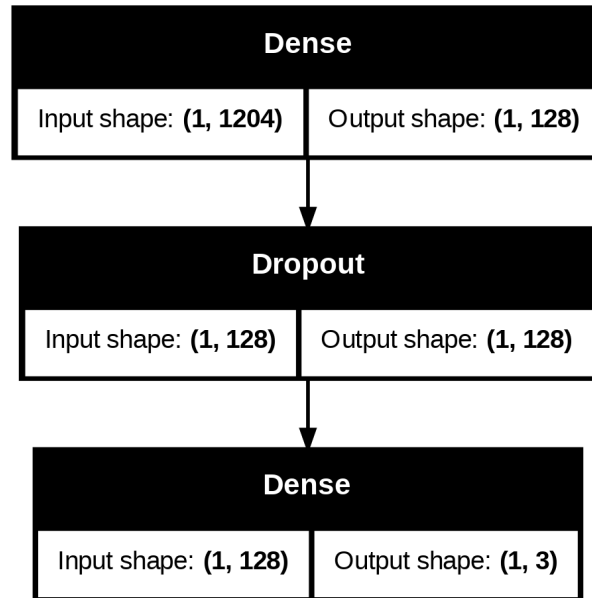 Dense
Input shape: (1, 1204) Output shape: (1, 128)
Dropout
Input shape: (1, 128) Output shape: (1, 128)
Dense
Input shape: (1, 128) Output shape: (1, 3)